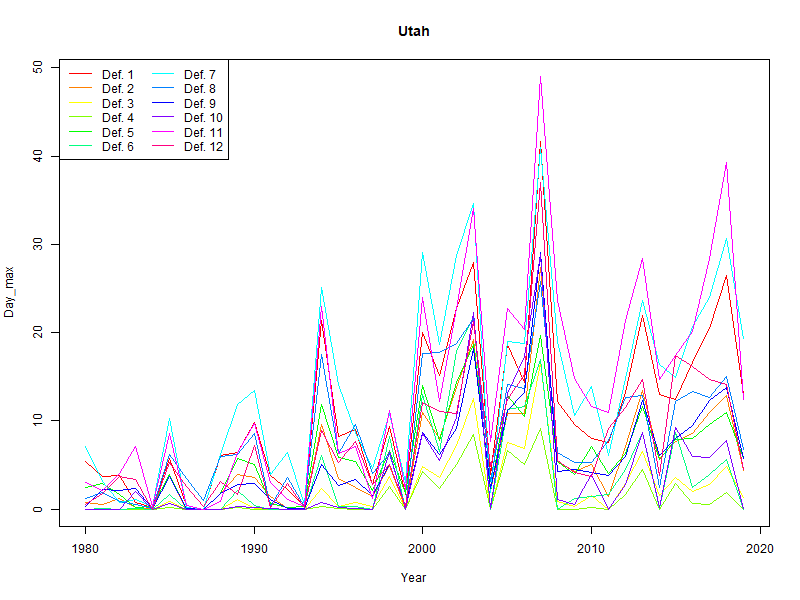 Utah
50
Def. 1 Def. 7
Def. 2 Def. 8
Def. 3 Def. 9
Def. 4 Def. 10
Def. 5 Def. 11
Def. 6 Def. 12
40
30
Day_max
20
10
0
1980 1990 2000 2010 2020
Year